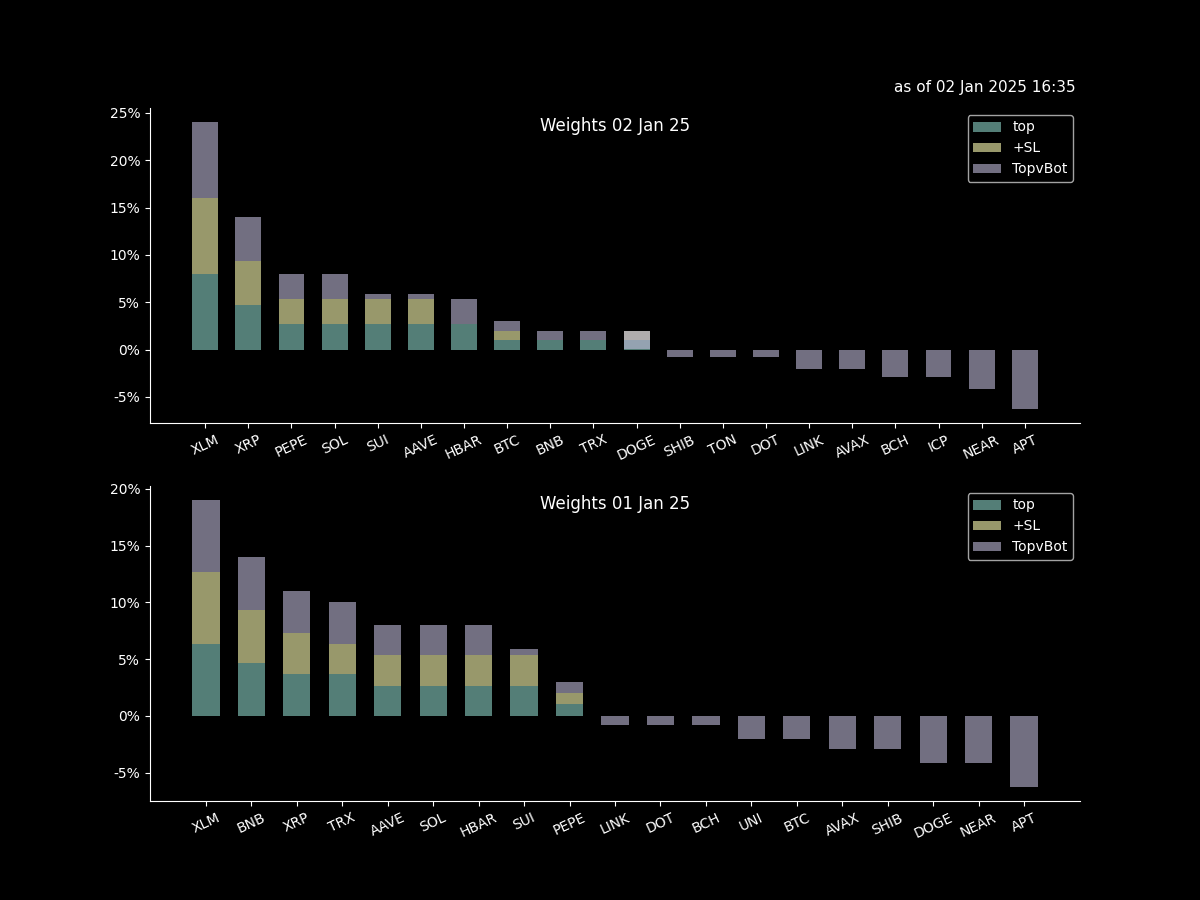 as of 02 Jan 2025 16:35
Weights 02 Jan 25
top
+SL
TopvBot
25%
20%
15%
10%
5%
0%
-5%
XLM XRP PEPE SOL SUI AAVE HBAR BTC BNB TRX DOGE SHIB TON DOT LINK AVAX BCH ICP NEAR APT
Weights 01 Jan 25
top
+SL
TopvBot
20%
15%
10%
5%
0%
-5%
XLM BNB XRP TRX AAVE SOL HBAR SUI PEPE LINK DOT BCH UNI BTC AVAX SHIB DOGE NEAR APT